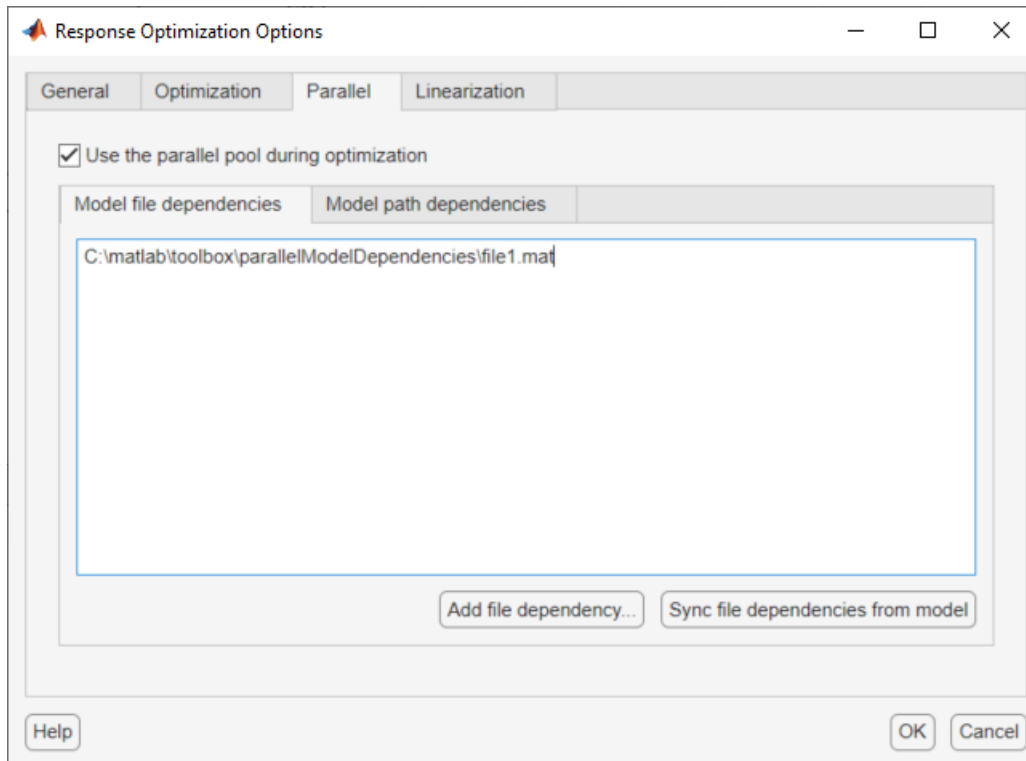 Response Optimization Options
General Optimization Parallel Linearization
Use the parallel pool during optimization
Model file dependencies Model path dependencies
C:\matlab\toolbox\parallelModelDependencies\file1.mat
Add file dependency... Sync file dependencies from model
Help OK Cancel